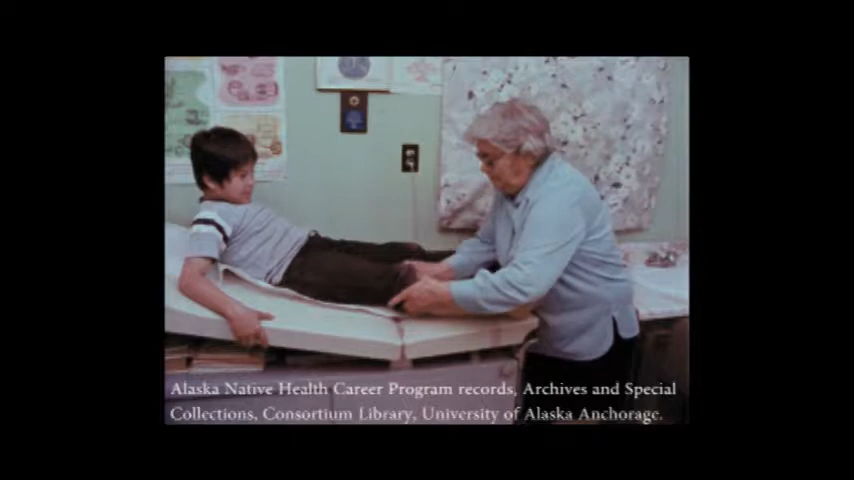 Alaska Native Health Career Program records, Archives and Special
Collections, Consortium Library, University of Alaska Anchorage.